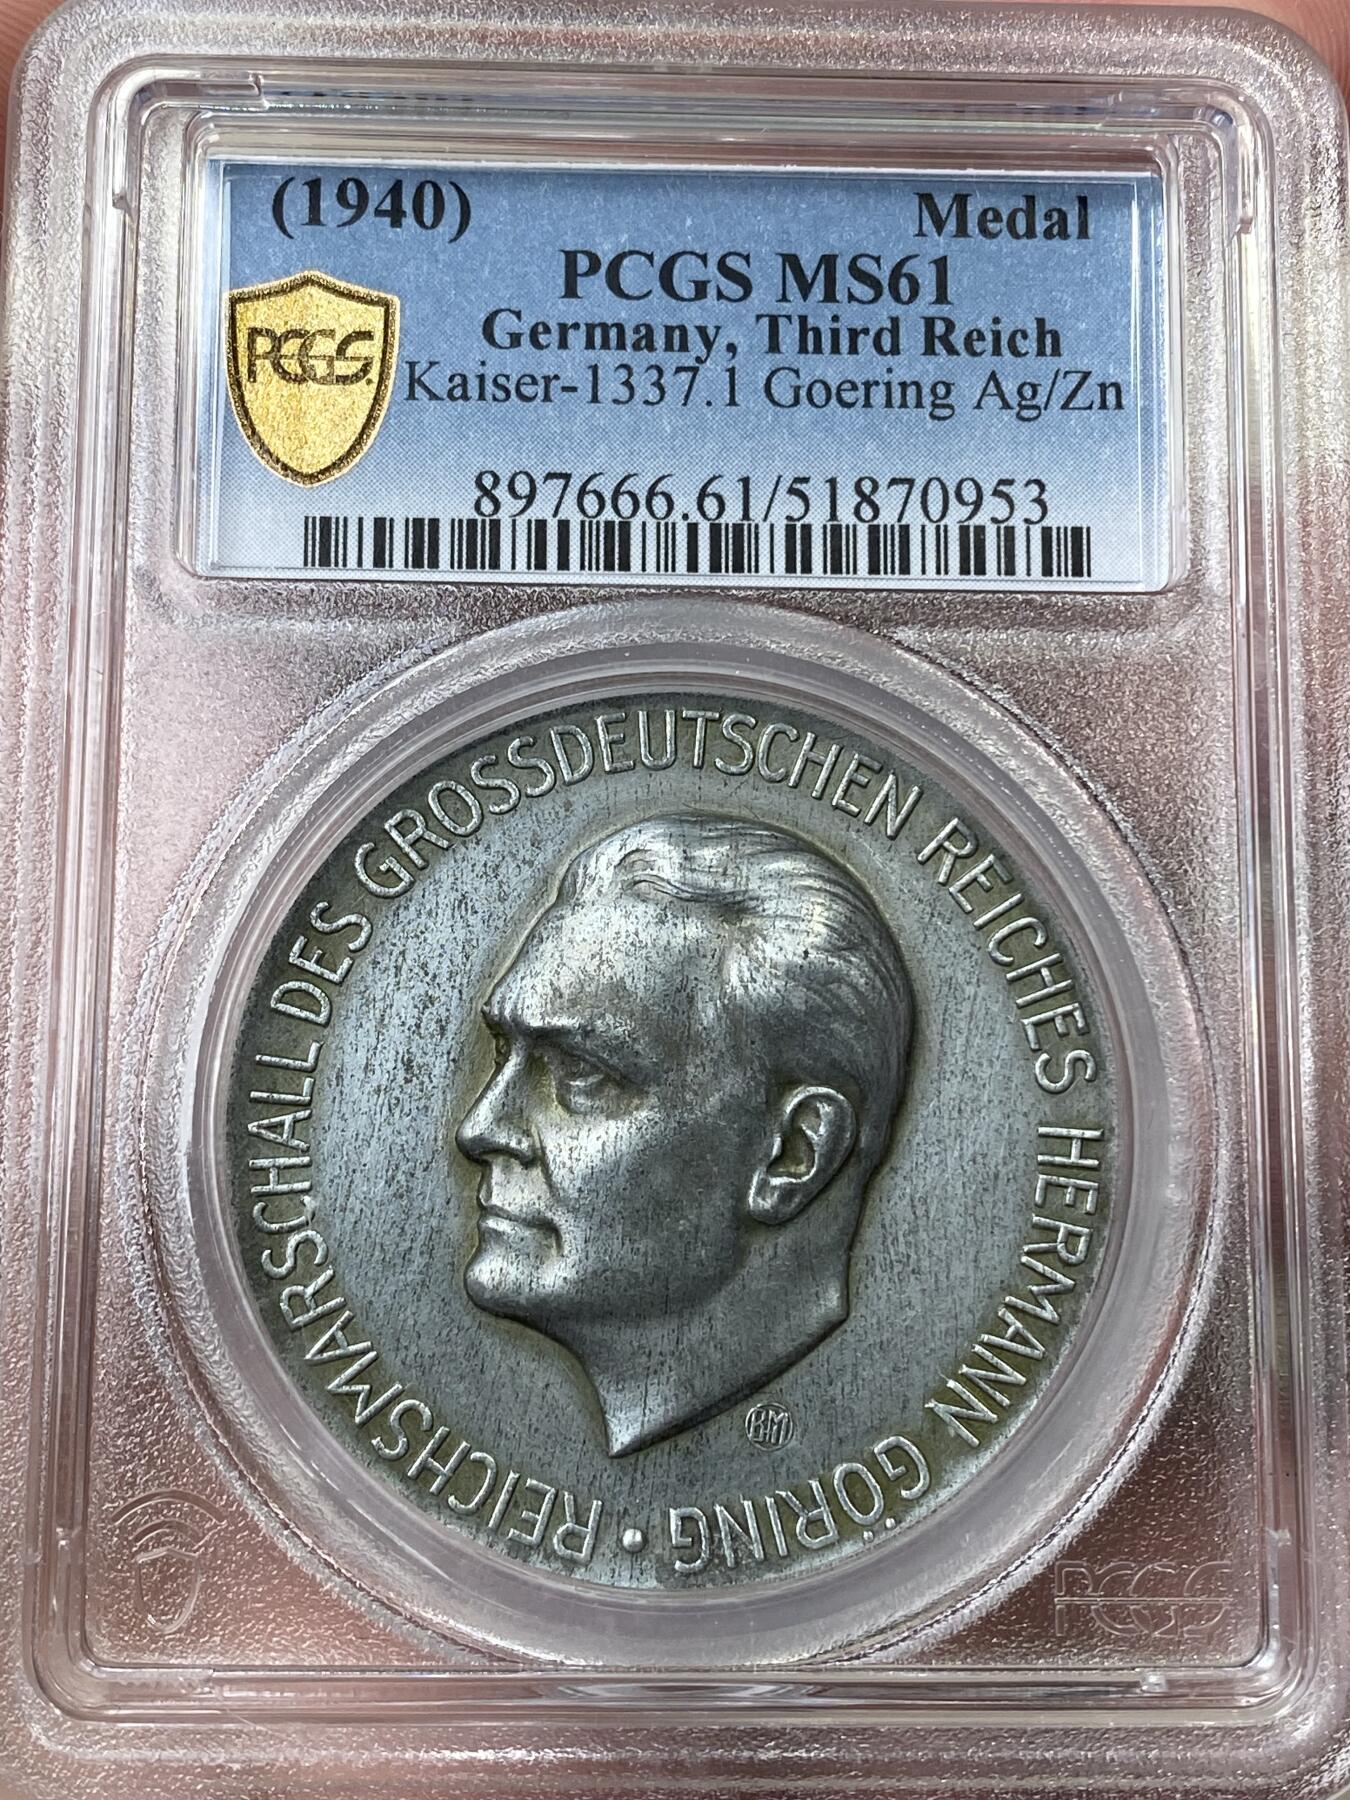 (1940) Medal
PCGS MS61
Germany, Third Reich
Kaiser-1337.1 Goering Ag/Zn
PCGS
897666.61/51870953
REICHSMARSCHALL DES GROSSDEUTSCHEN REICHES HERMANN GÖRING •
BHM
PCGS